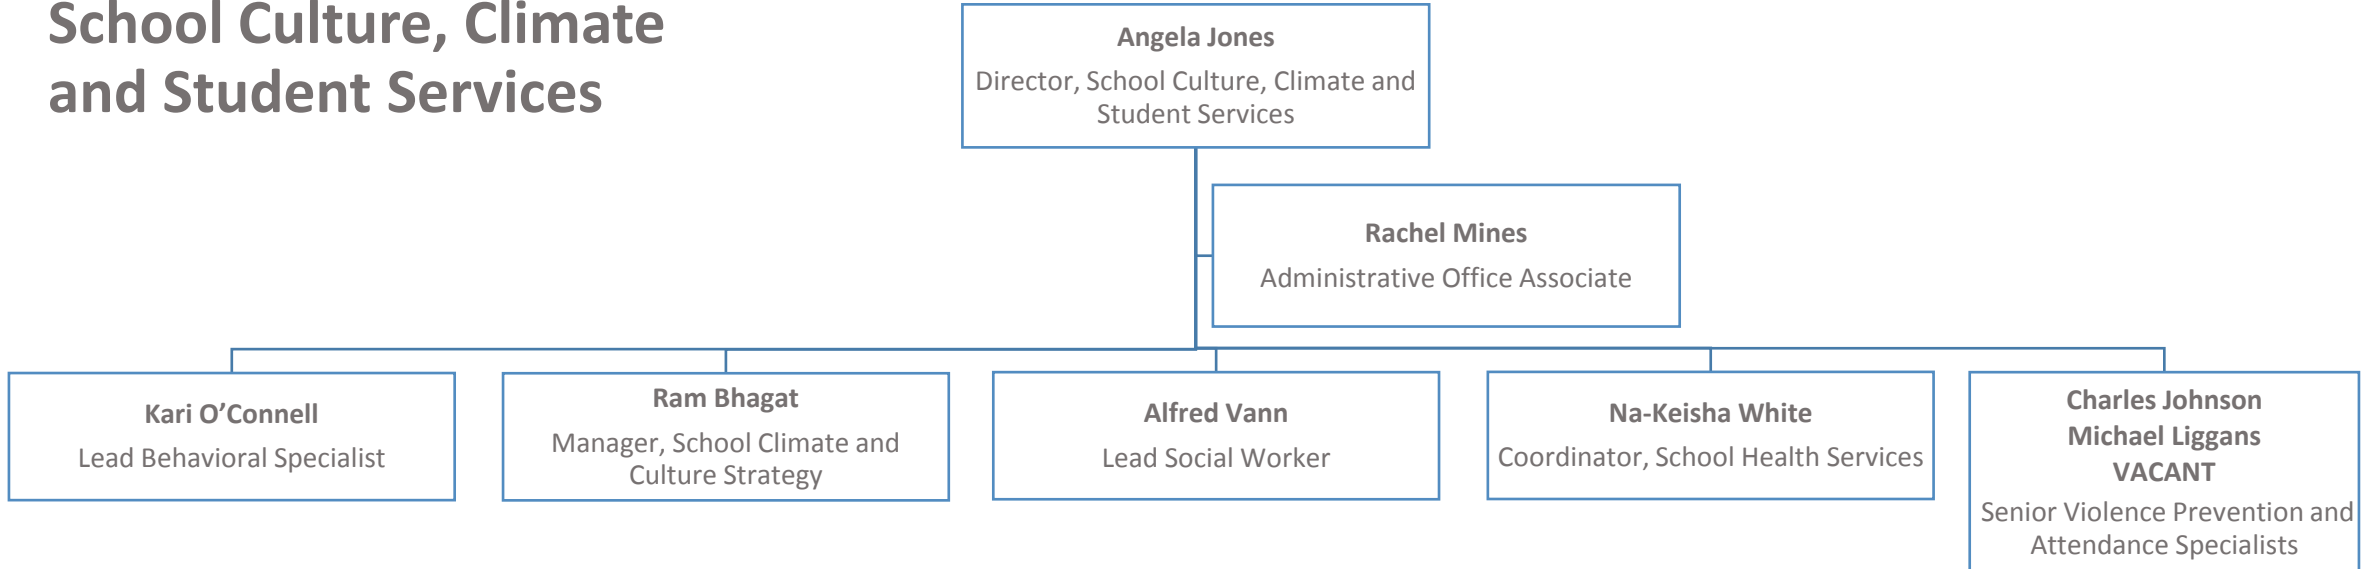 School Culture, Climate
and Student Services
Angela Jones
Director, School Culture, Climate and
Student Services
Rachel Mines
Administrative Office Associate
Kari O’Connell
Lead Behavioral Specialist
Ram Bhagat
Manager, School Climate and
Culture Strategy
Alfred Vann
Lead Social Worker
Na-Keisha White
Coordinator, School Health Services
Charles Johnson
Michael Liggans
VACANT
Senior Violence Prevention and
Attendance Specialists